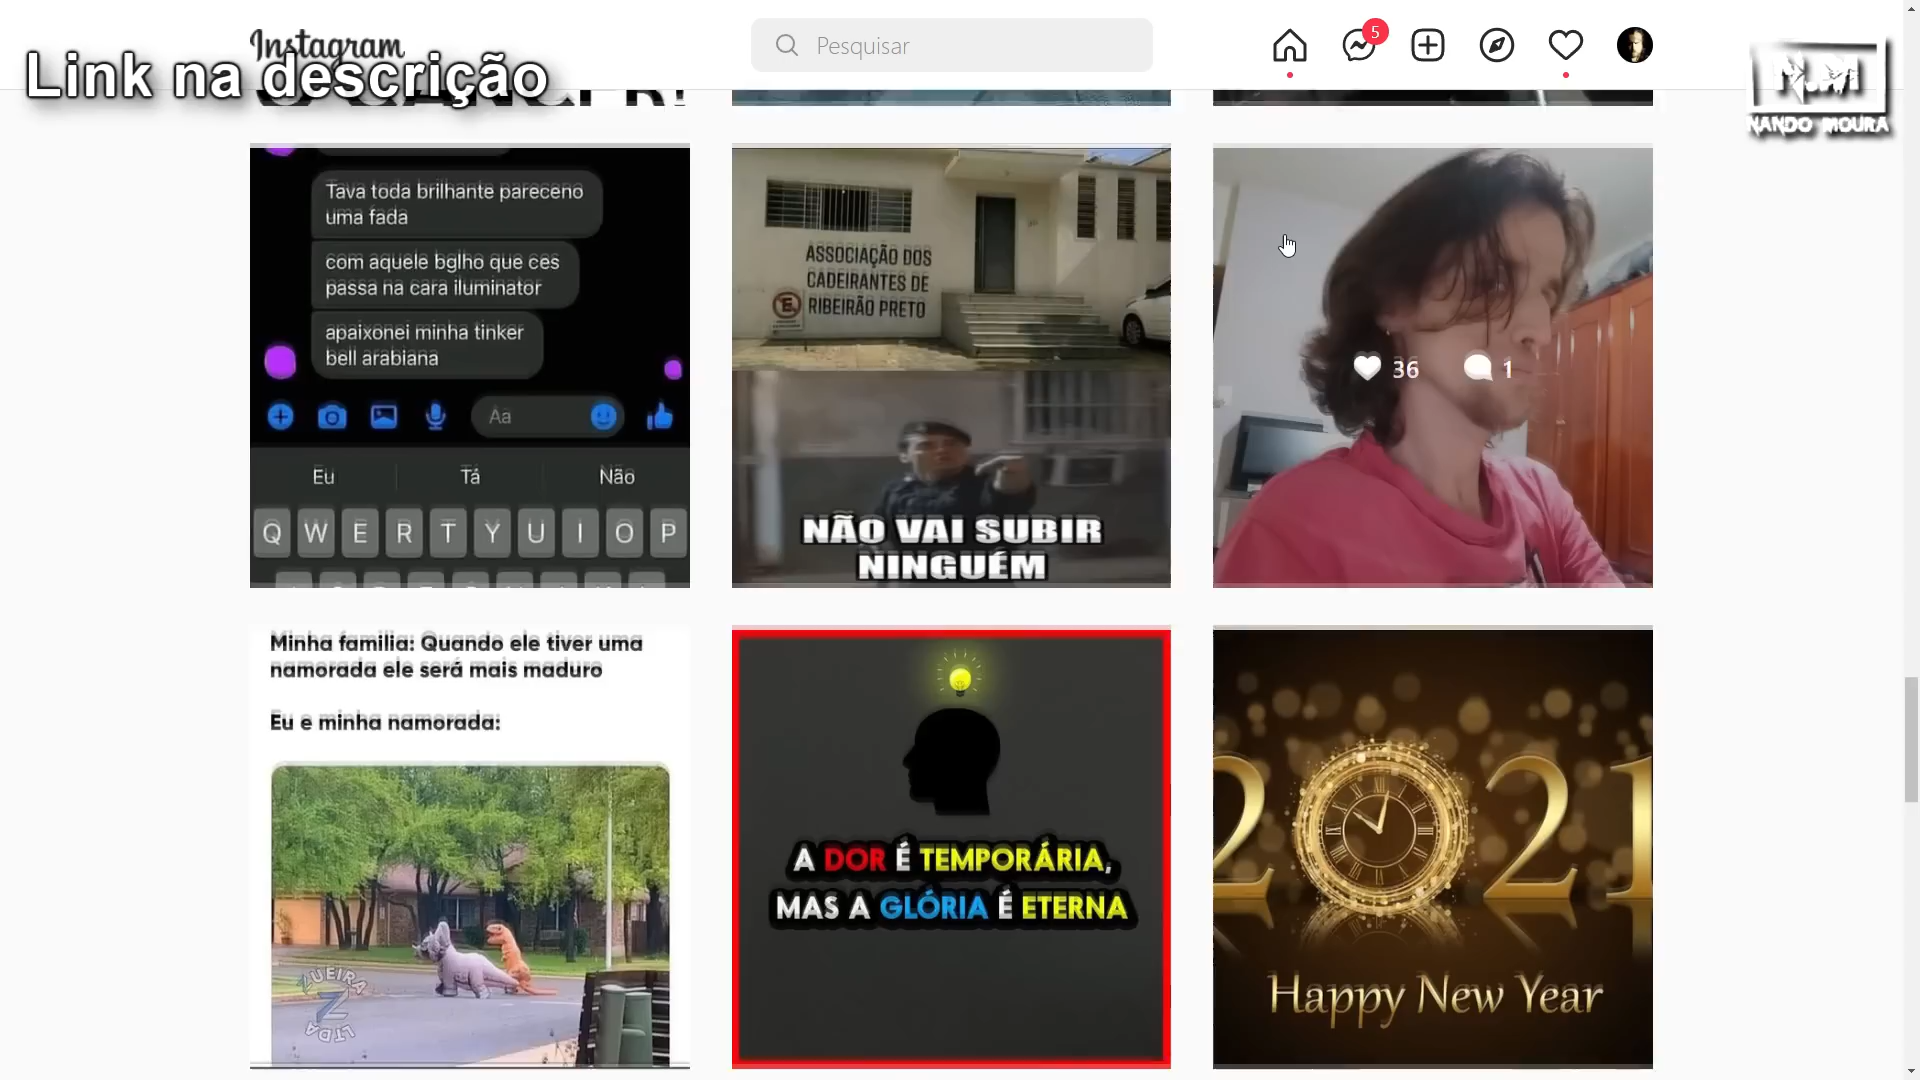 Instagram
Pesquisar
5
Link na descrição
NM
NANDO MOURA
Tava toda brilhante pareceno
uma fada
com aquele bglho que ces
passa na cara iluminator
apaixonei minha tinker
bell arabiana
Aa
Eu Tá Não
Q W E R T Y U I O P
ASSOCIAÇÃO DOS
CADEIRANTES DE
RIBEIRÃO PRETO
E
NÃO VAI SUBIR
NINGUÉM
36 1
Minha familia: Quando ele tiver uma
namorada ele será mais maduro
Eu e minha namorada:
ZUEIRA
Z
LTDA
A DOR É TEMPORÁRIA,
MAS A GLÓRIA É ETERNA
2021
Happy New Year